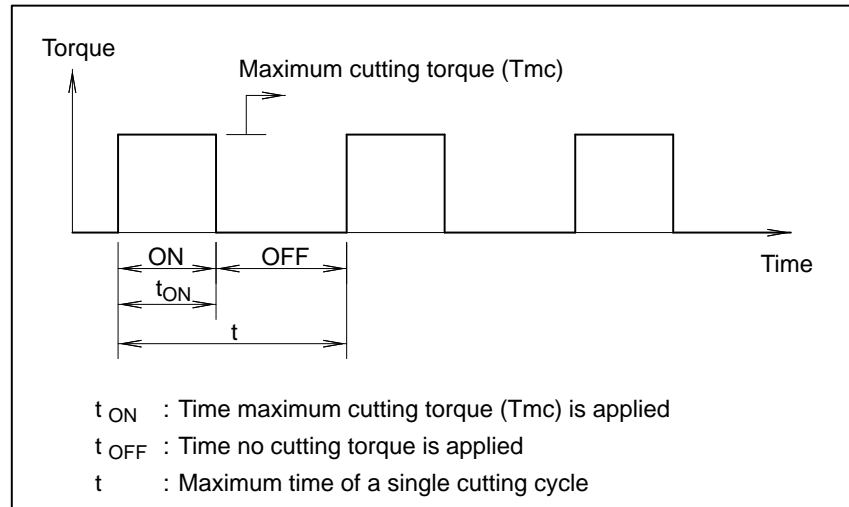 Torque
Maximum cutting torque (Tmc)
ON OFF
Time
tON
t
t ON : Time maximum cutting torque (Tmc) is applied
t OFF : Time no cutting torque is applied
t : Maximum time of a single cutting cycle